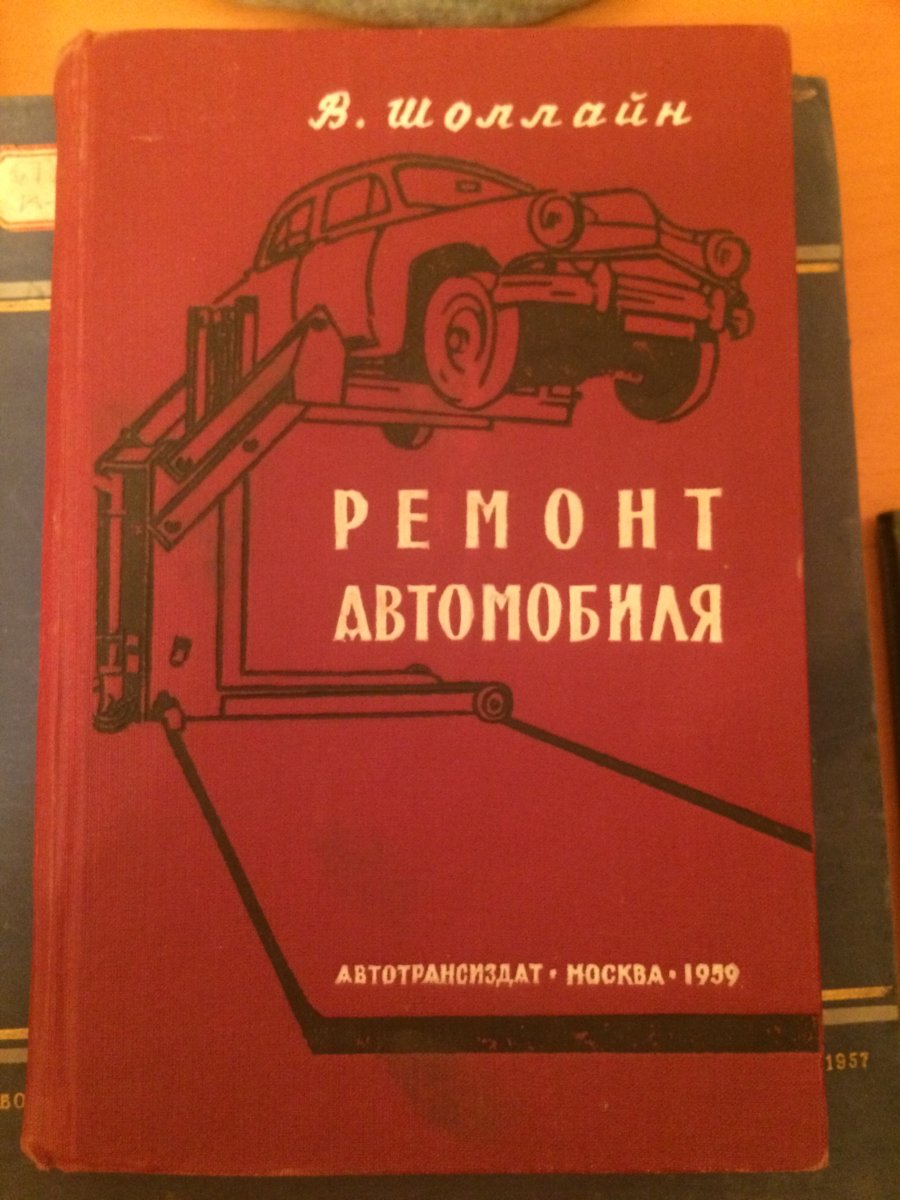 В. Шоллайн
РЕМОНТ
АВТОМОБИЛЯ
АВТОТРАНСИЗДАТ • МОСКВА • 1959
1957